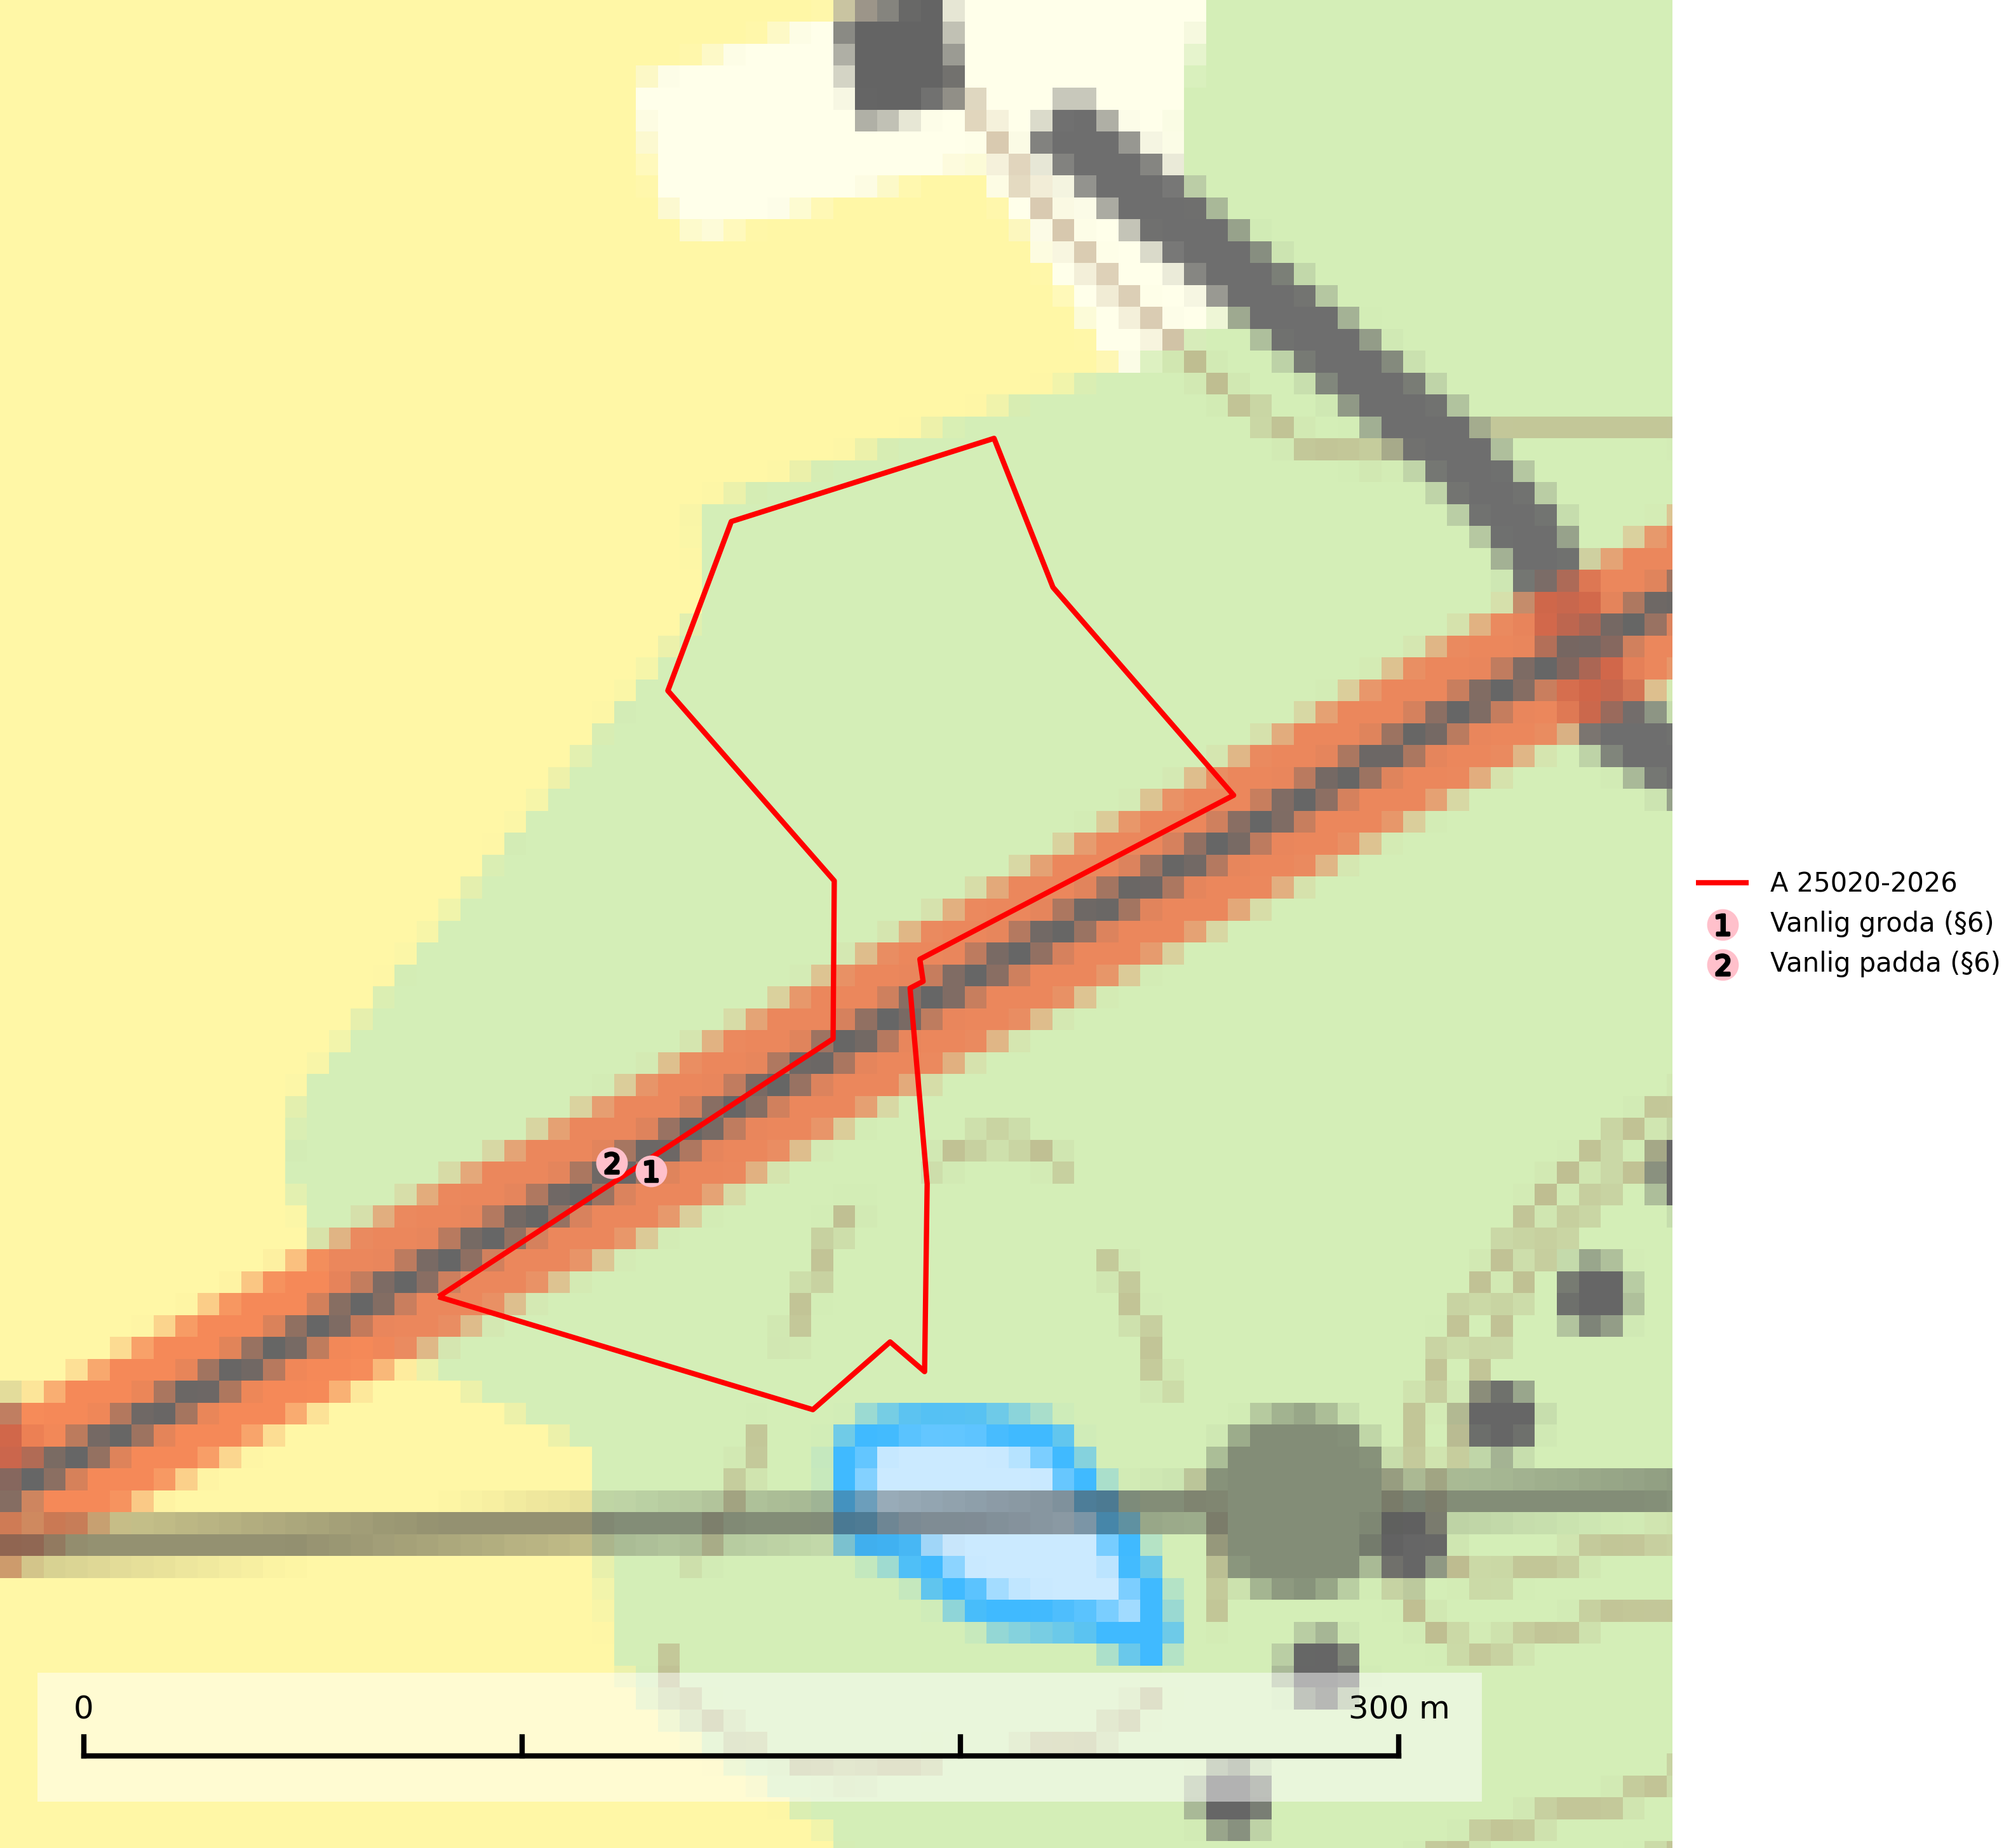 A 25020-2026
1 Vanlig groda (§6)
2 Vanlig padda (§6)
2 1
0 300 m